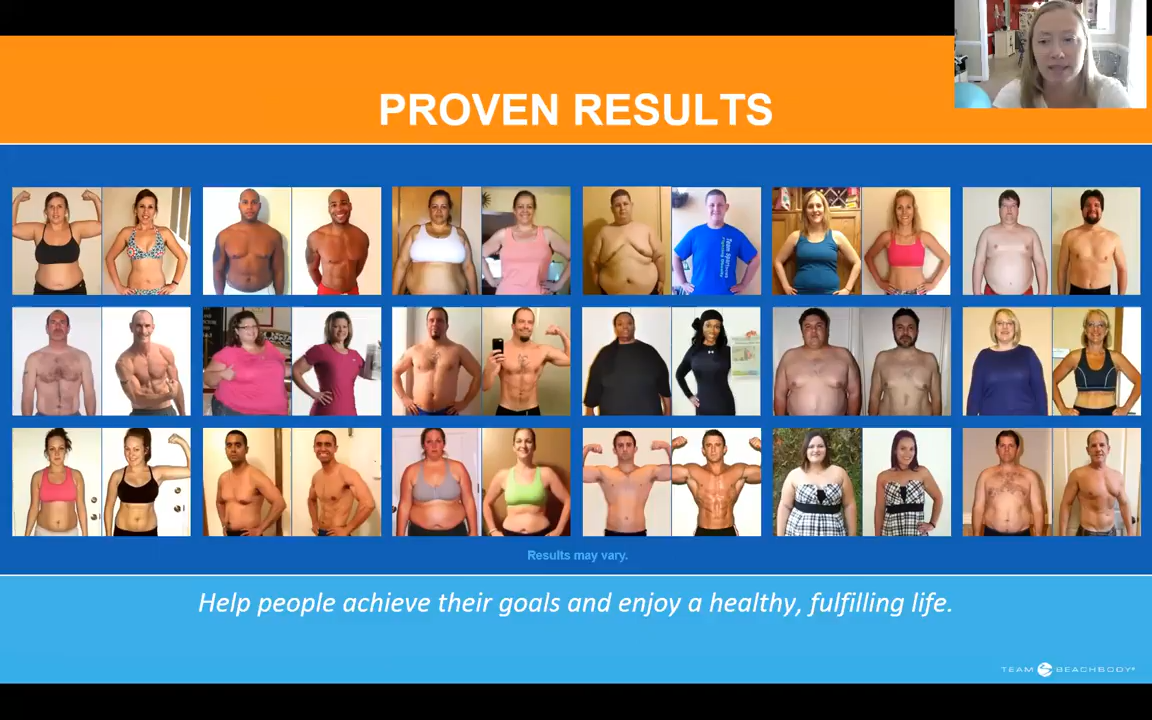 PROVEN RESULTS
Results may vary.
Help people achieve their goals and enjoy a healthy, fulfilling life.
TEAM BEACHBODY